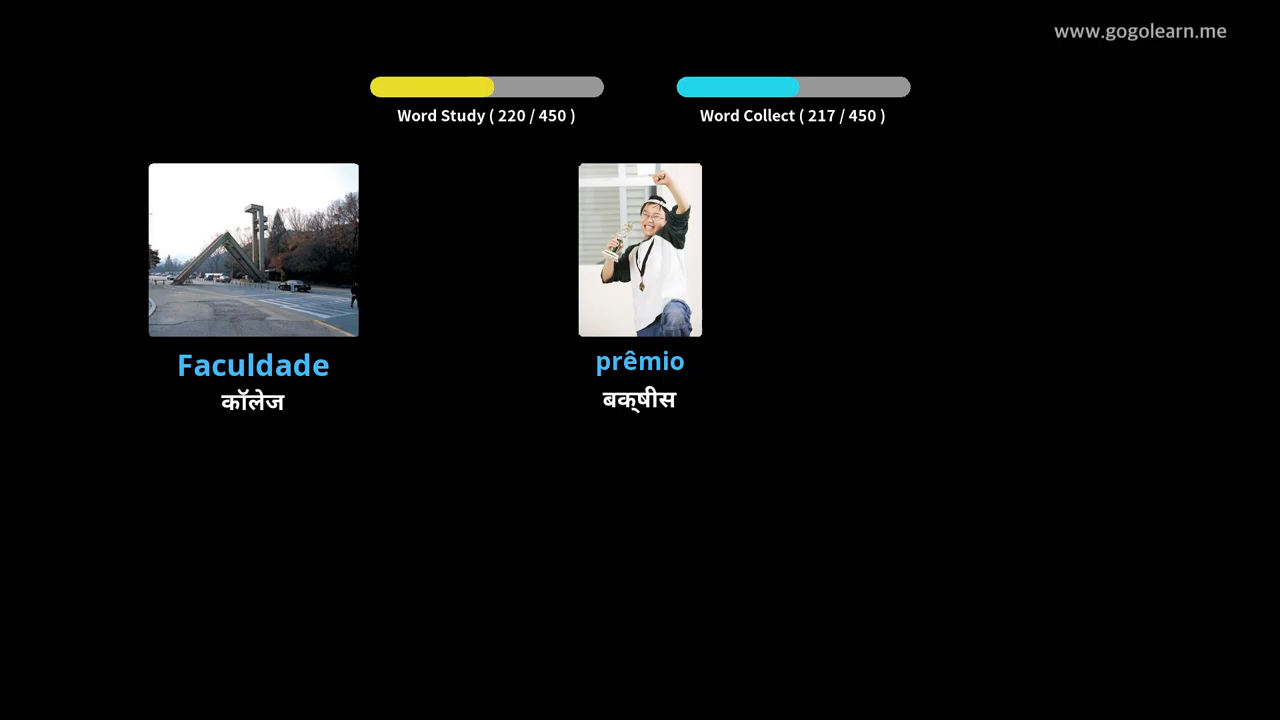 www.gogolearn.me
Word Study ( 220 / 450 )
Word Collect ( 217 / 450 )
Faculdade
कॉलेज
prêmio
बक्षीस